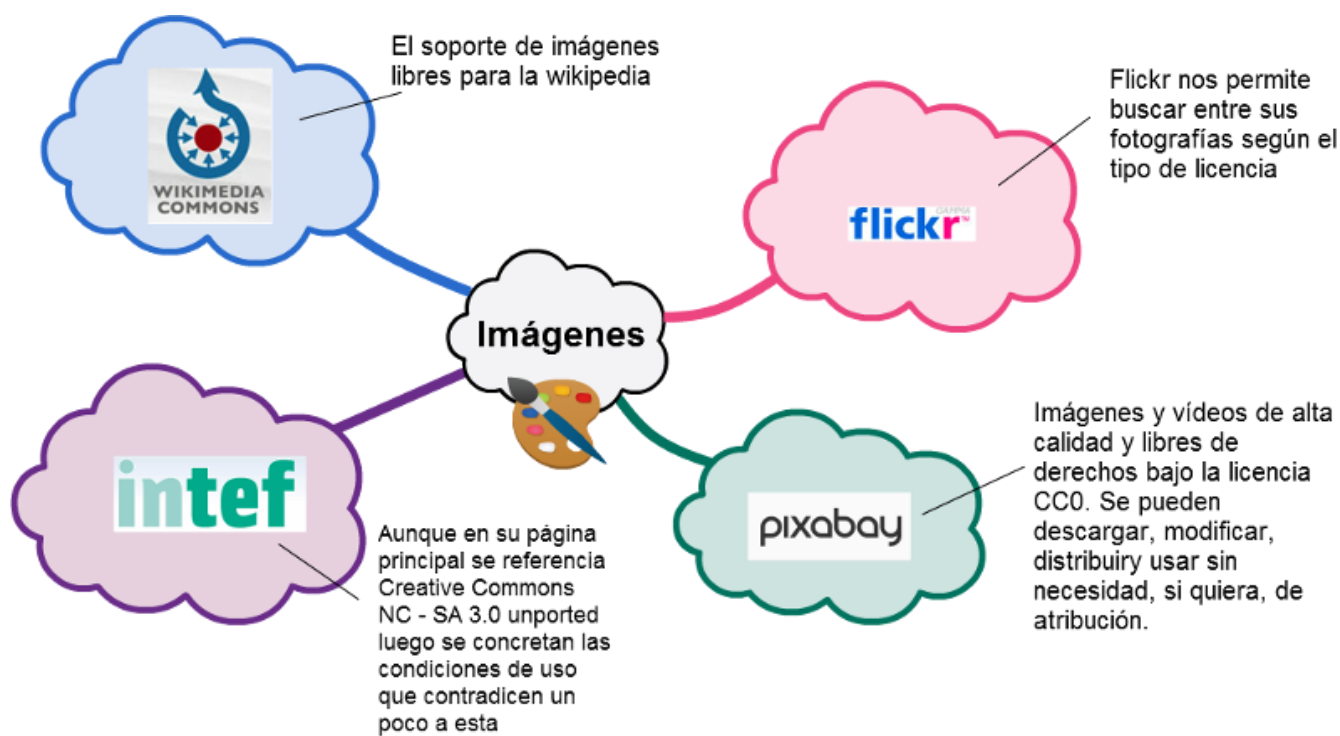 El soporte de imágenes
libres para la wikipedia
WIKIMEDIA
COMMONS
Flickr nos permite
buscar entre sus
fotografías según el
tipo de licencia
GAMMA
flickr™
Imágenes
intef
Aunque en su página
principal se referencia
Creative Commons
NC - SA 3.0 unported
luego se concretan las
condiciones de uso
que contradicen un
poco a esta
pixabay
Imágenes y vídeos de alta
calidad y libres de
derechos bajo la licencia
CC0. Se pueden
descargar, modificar,
distribuiry usar sin
necesidad, si quiera, de
atribución.